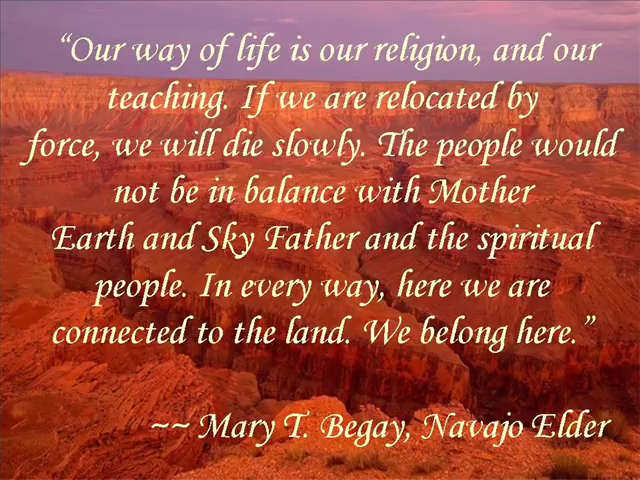 “Our way of life is our religion, and our
teaching. If we are relocated by
force, we will die slowly. The people would
not be in balance with Mother
Earth and Sky Father and the spiritual
people. In every way, here we are
connected to the land. We belong here.”
~~ Mary T. Begay, Navajo Elder